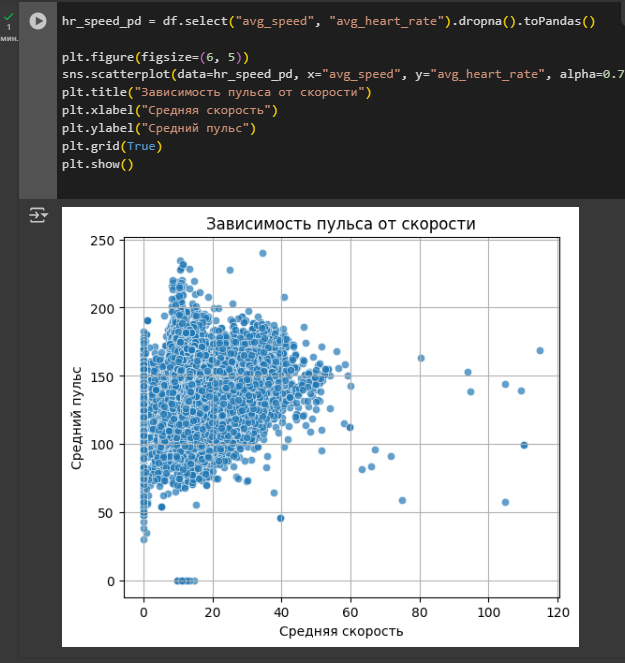 1
мин.
hr_speed_pd = df.select("avg_speed", "avg_heart_rate").dropna().toPandas()
plt.figure(figsize=(6, 5))
sns.scatterplot(data=hr_speed_pd, x="avg_speed", y="avg_heart_rate", alpha=0.7
plt.title("Зависимость пульса от скорости")
plt.xlabel("Средняя скорость")
plt.ylabel("Средний пульс")
plt.grid(True)
plt.show()
Зависимость пульса от скорости
250
200
150
100
50
0
Средний пульс
0 20 40 60 80 100 120
Средняя скорость